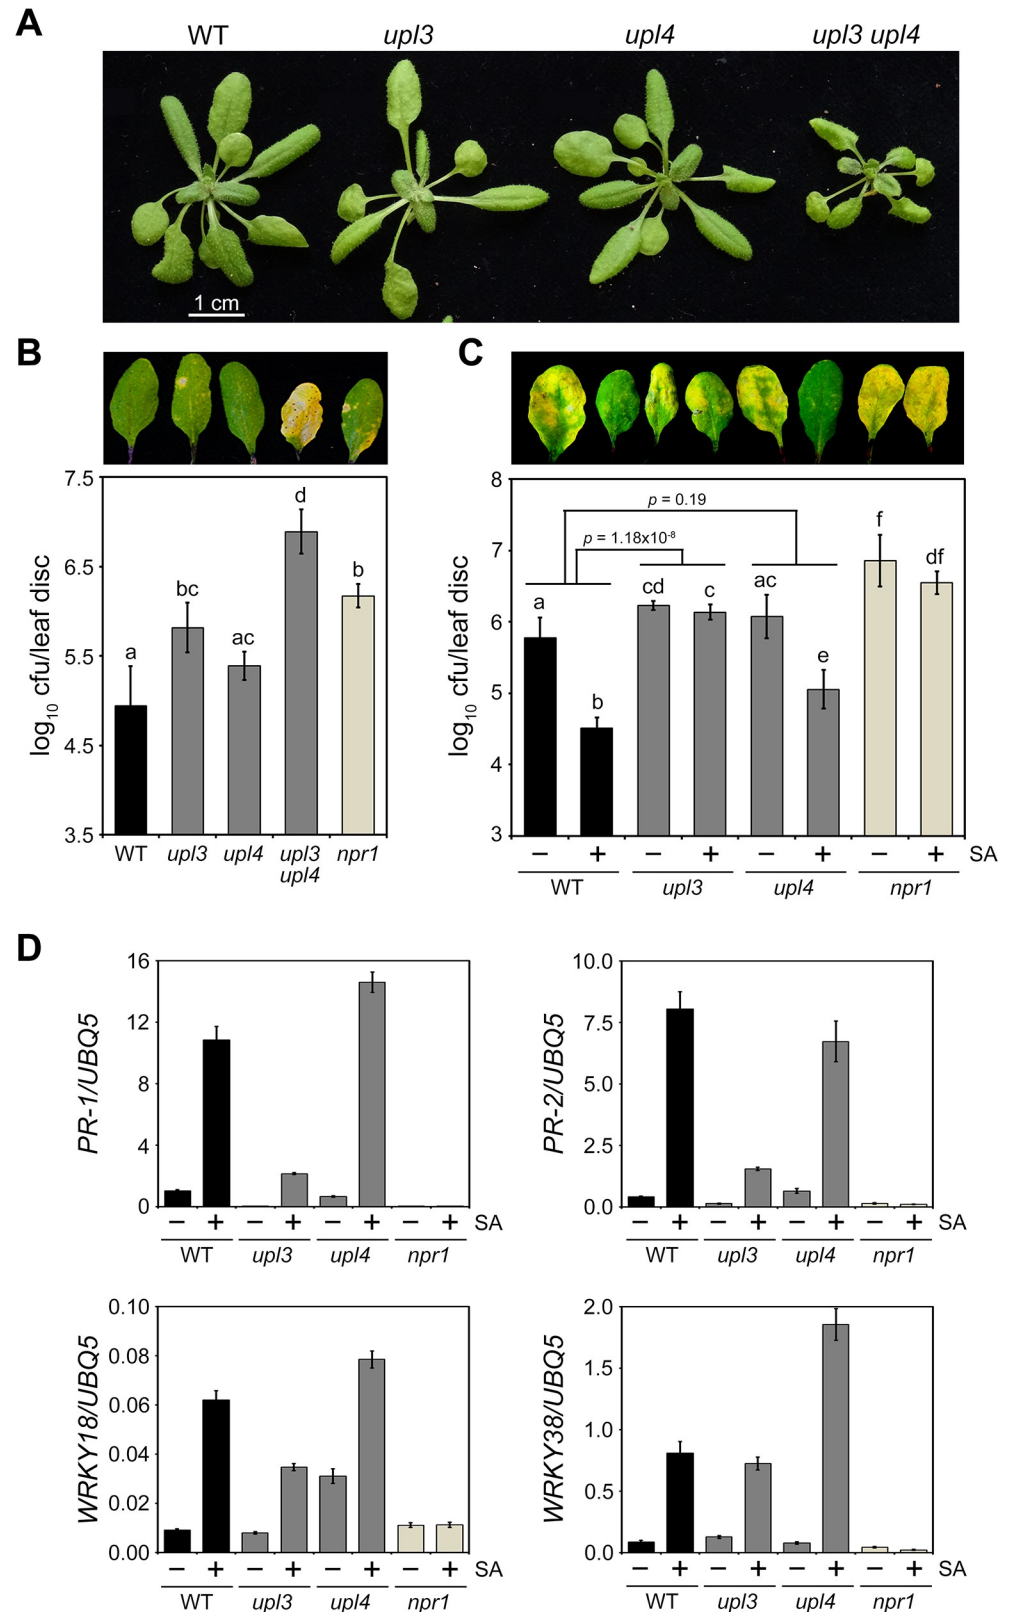 A
WT upl3 upl4 upl3 upl4
1 cm
B
7.5
6.5
5.5
4.5
3.5
log10 cfu/leaf disc
a bc ac d b
WT upl3 upl4 upl3 upl4 npr1
C
8
7
6
5
4
3
log10 cfu/leaf disc
p = 0.19
p = 1.18x10-8
a b cd c ac e f df
− + − + − + − + SA
WT upl3 upl4 npr1
D
16
12
8
4
0
PR-1/UBQ5
− + − + − + − + SA
WT upl3 upl4 npr1
10.0
7.5
5.0
2.5
0.0
PR-2/UBQ5
− + − + − + − + SA
WT upl3 upl4 npr1
0.10
0.08
0.06
0.04
0.02
0.00
WRKY18/UBQ5
− + − + − + − + SA
WT upl3 upl4 npr1
2.0
1.5
1.0
0.5
0.0
WRKY38/UBQ5
− + − + − + − + SA
WT upl3 upl4 npr1